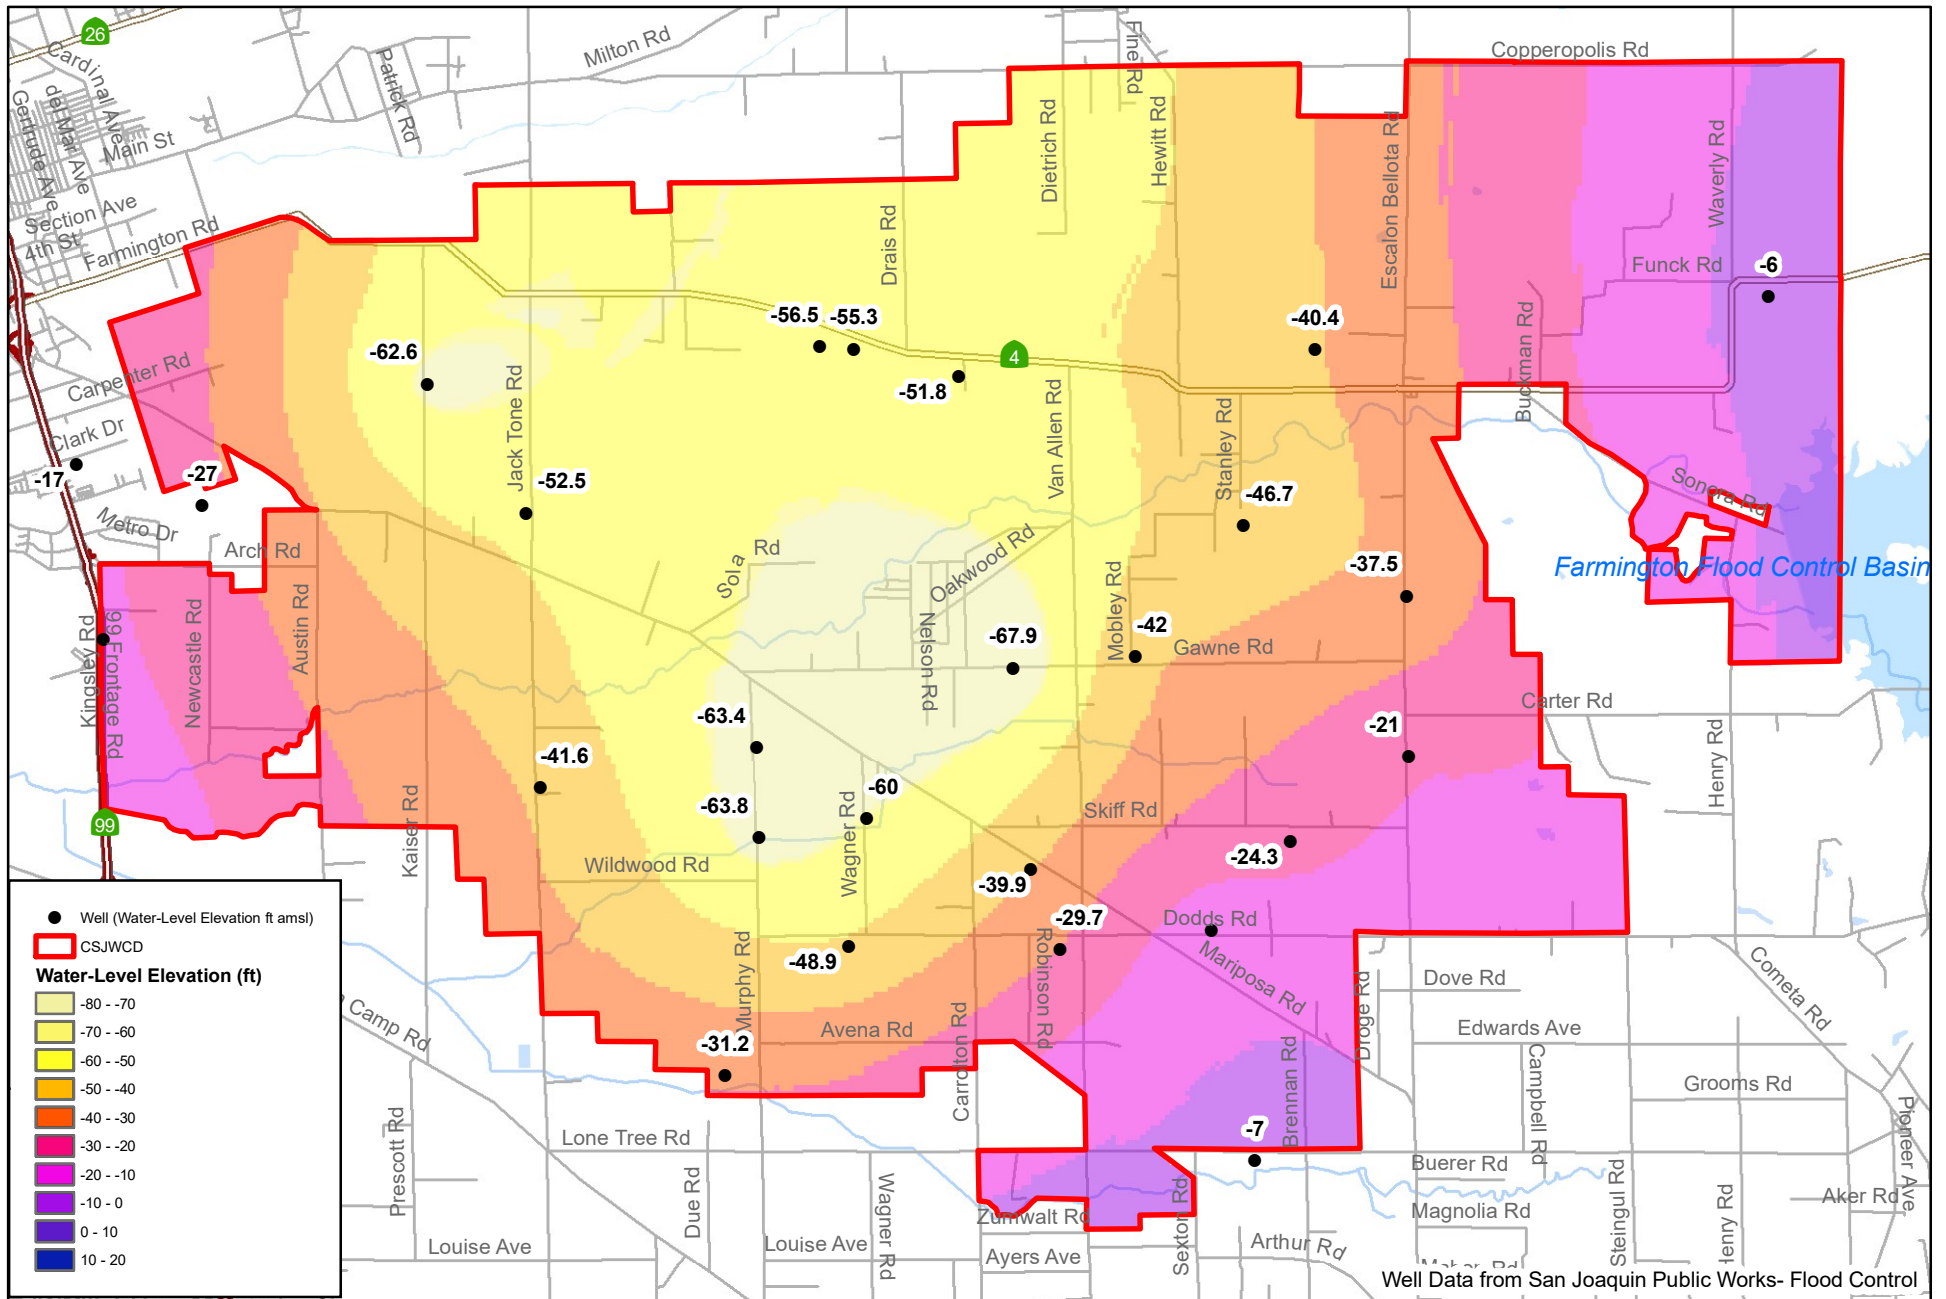 26
Cardinal Ave
del Mar Ave
Gertrude Ave
Main St
Section Ave
4th St
Farmington Rd
Patrick Rd
Milton Rd
Fine Rd
Copperopolis Rd
Dietrich Rd
Hewitt Rd
Drais Rd
Escalon Bellota Rd
Waverly Rd
Funck Rd
-6
Buckman Rd
-56.5
-55.3
-40.4
-62.6
4
-51.8
Carpenter Rd
Clark Dr
-17
-27
Metro Dr
Arch Rd
Jack Tone Rd
-52.5
Van Allen Rd
Stanley Rd
-46.7
Sonora Rd
Farmington Flood Control Basin
Sola Rd
Oakwood Rd
-37.5
Kingsley Rd
99 Frontage Rd
Newcastle Rd
Austin Rd
Nelson Rd
-67.9
Mobley Rd
-42
Gawne Rd
Carter Rd
-63.4
-21
-41.6
Henry Rd
-63.8
-60
99
Kaiser Rd
Wildwood Rd
Wagner Rd
Skiff Rd
-24.3
-39.9
-29.7
Dodds Rd
Mariposa Rd
-48.9
Murphy Rd
Robinson Rd
Droge Rd
Dove Rd
Cometa Rd
Camp Rd
Avena Rd
Edwards Ave
-31.2
Carrolton Rd
Brennan Rd
Campbell Rd
Grooms Rd
Pioneer Ave
Prescott Rd
Lone Tree Rd
-7
Buerer Rd
Steingul Rd
Aker Rd
Due Rd
Wagner Rd
Zumwalt Rd
Sexton Rd
Magnolia Rd
Henry Rd
Louise Ave
Louise Ave
Ayers Ave
Arthur Rd
Well (Water-Level Elevation ft amsl)
CSJWCD
Water-Level Elevation (ft)
-80 - -70
-70 - -60
-60 - -50
-50 - -40
-40 - -30
-30 - -20
-20 - -10
-10 - 0
0 - 10
10 - 20
Well Data from San Joaquin Public Works- Flood Control